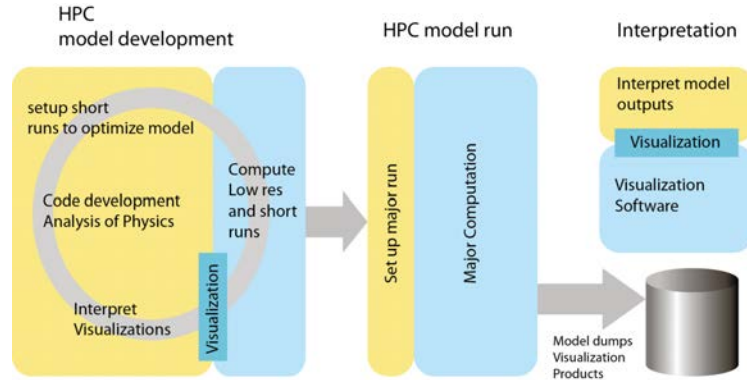 HPC
model development
setup short
runs to optimize model
Code development
Analysis of Physics
Interpret
Visualizations
Visualization
Compute
Low res
and short
runs
HPC model run
Set up major run
Major Computation
Interpretation
Interpret model
outputs
Visualization
Visualization
Software
Model dumps
Visualization
Products